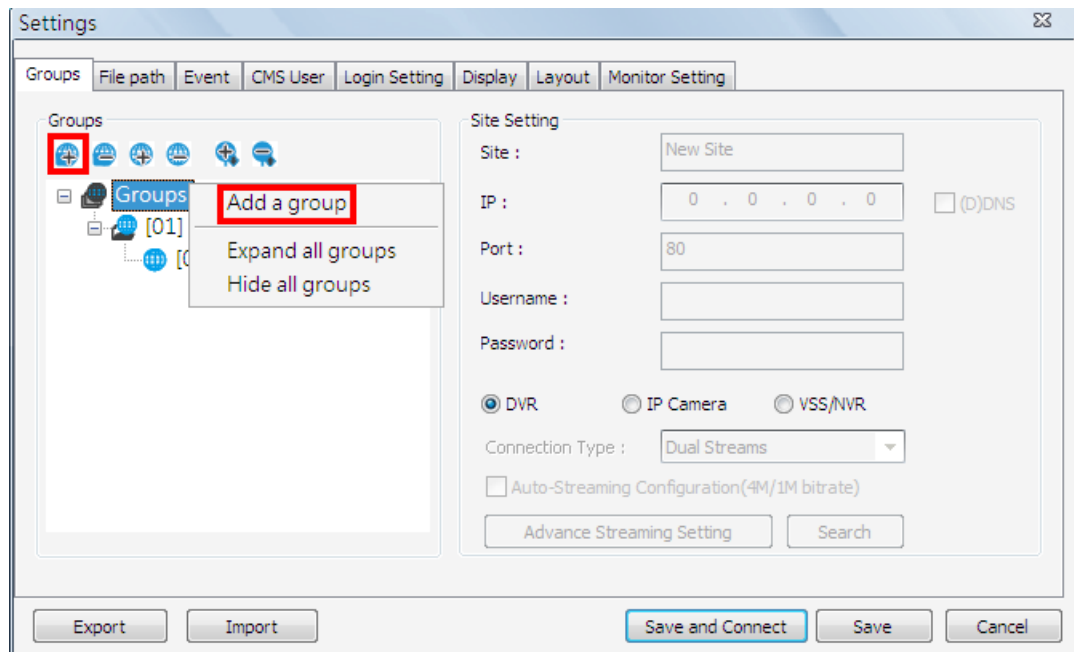 Settings
Groups File path Event CMS User Login Setting Display Layout Monitor Setting
Groups
Groups
[01]
Add a group
Expand all groups
Hide all groups
Site Setting
Site : New Site
IP : 0 . 0 . 0 . 0 (D)DNS
Port : 80
Username :
Password :
DVR IP Camera VSS/NVR
Connection Type : Dual Streams
Auto-Streaming Configuration(4M/1M bitrate)
Advance Streaming Setting Search
Export Import Save and Connect Save Cancel